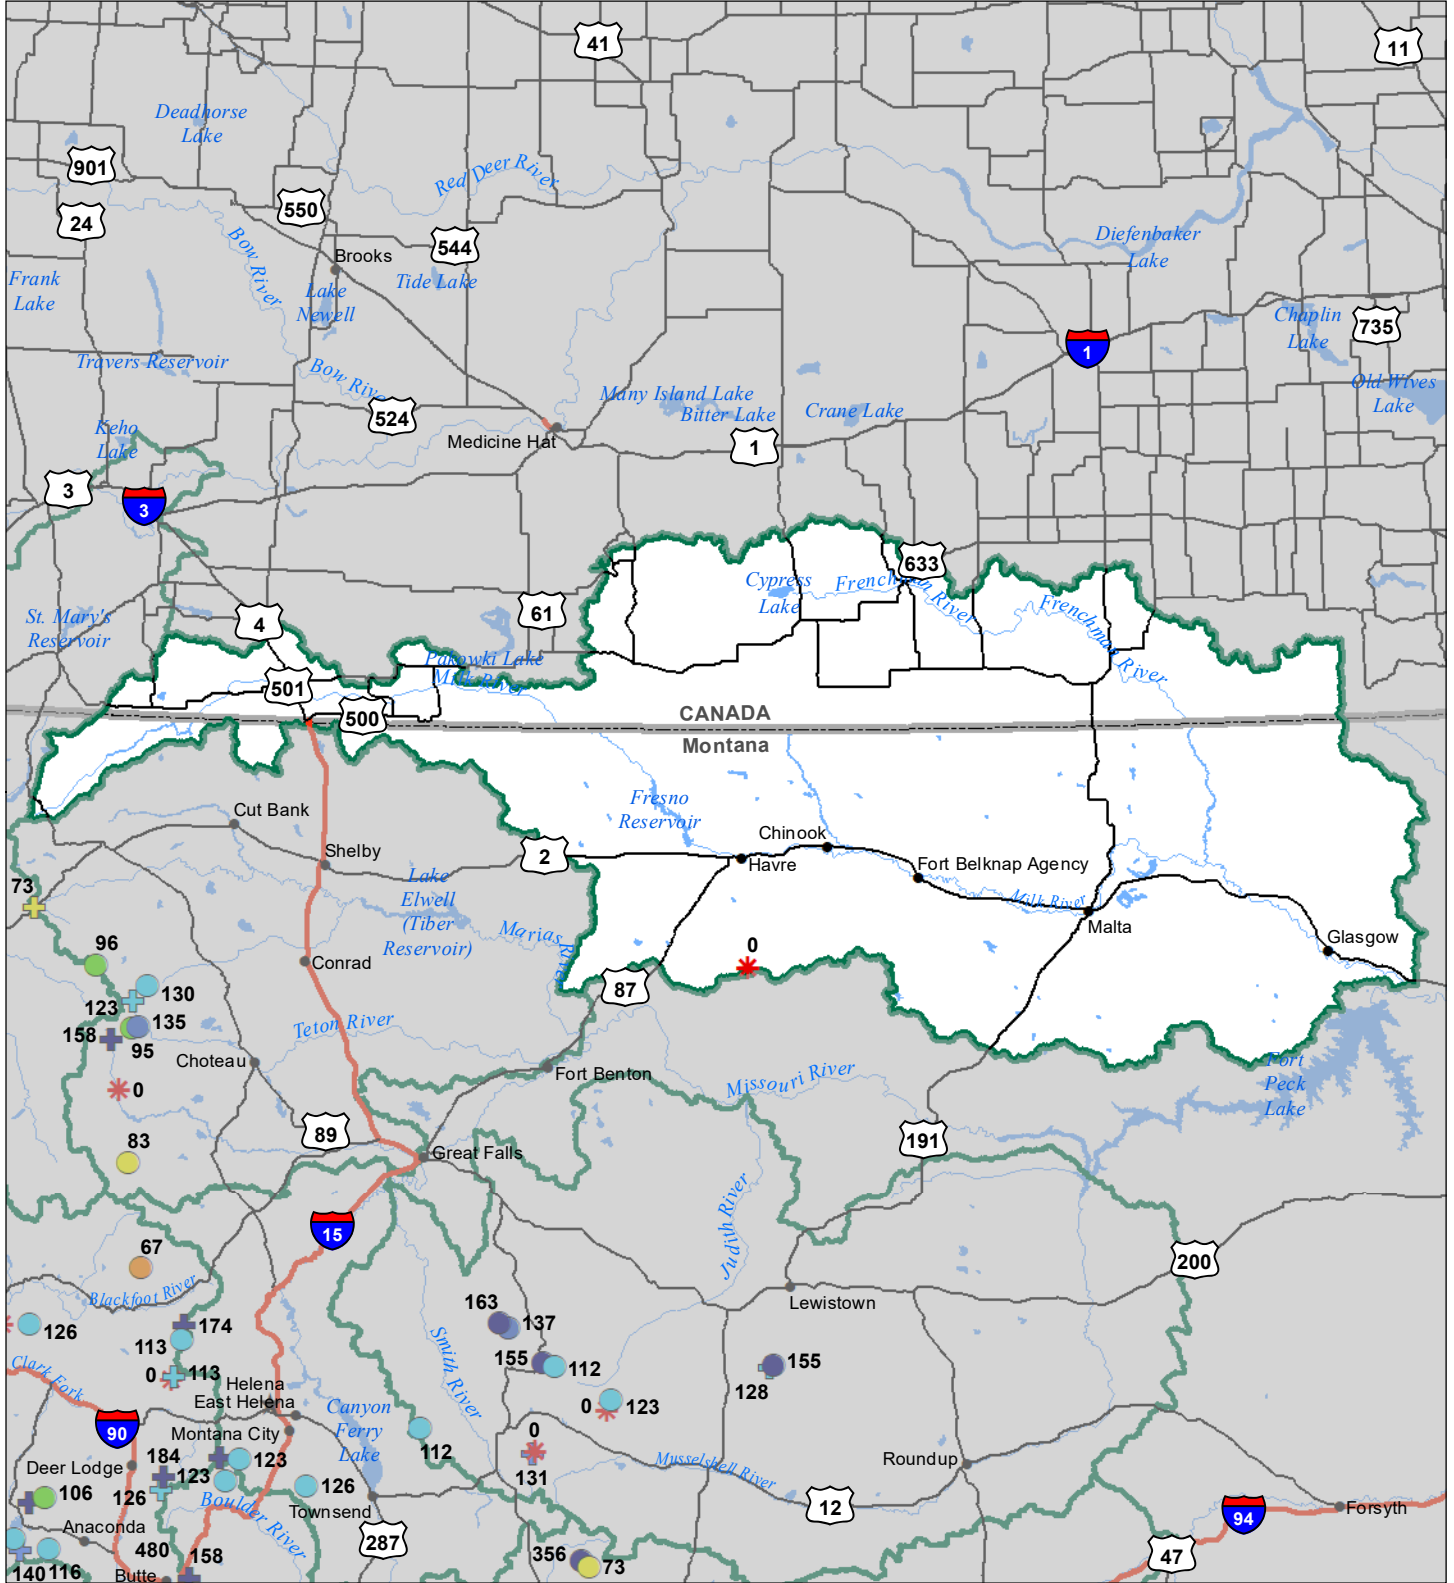 41
11
Deadhorse
Lake
901
Red Deer River
550
24
544
Bow River
Diefenbaker
Lake
Brooks
Frank
Lake
Tide Lake
Lake
Newell
Chaplin
Lake
735
1
Travers Reservoir
Bow River
Many Island Lake
Bitter Lake
Crane Lake
Old Wives
Lake
524
Keho
Lake
Medicine Hat
1
3
3
633
Cypress
Lake
Frenchman River
Frenchman River
61
St. Mary's
Reservoir
4
Pakowki Lake
Milk River
501
500
CANADA
Montana
Cut Bank
Fresno
Reservoir
Chinook
Shelby
2
Havre
Fort Belknap Agency
Lake
Elwell
(Tiber
Reservoir)
73
Milk River
Malta
Marias River
Glasgow
96
Conrad
0
87
130
123
135
158
95
Teton River
Choteau
Fort Benton
Missouri River
Fort
Peck
Lake
0
83
89
191
Great Falls
15
Judith River
67
200
Blackfoot River
Lewistown
163
137
126
174
113
Smith River
155
112
155
128
0
113
Clark Fork
Helena
East Helena
Canyon
Ferry
Lake
0
123
90
Montana City
0
112
131
184
123
123
Musselshell River
Roundup
Deer Lodge
106
126
126
Boulder River
Townsend
12
94
Forsyth
Anaconda
480
158
287
356
73
47
140
116
Butte